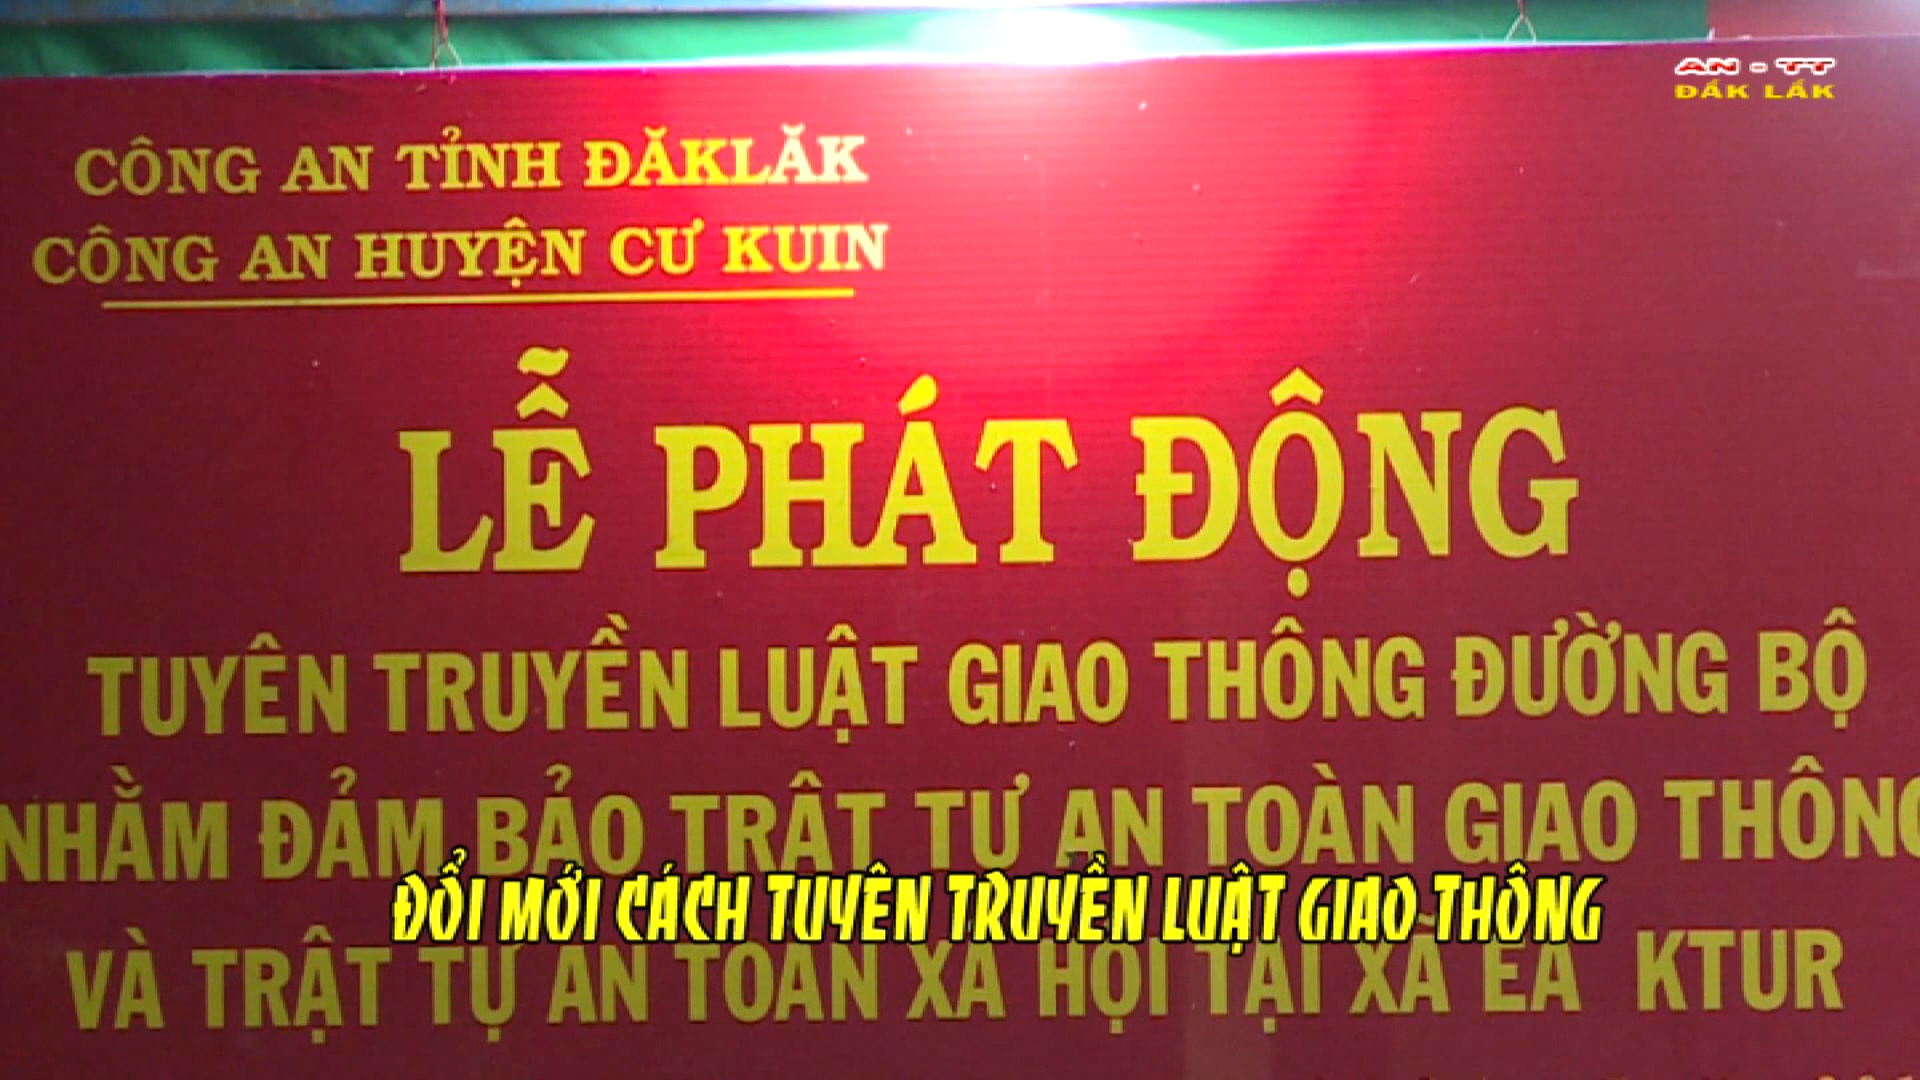 AN - TT
ĐẮK LẮK
CÔNG AN TỈNH ĐĂKLĂK
CÔNG AN HUYỆN CƯ KUIN
LỄ PHÁT ĐỘNG
TUYÊN TRUYỀN LUẬT GIAO THÔNG ĐƯỜNG BỘ
NHẰM ĐẢM BẢO TRẬT TỰ AN TOÀN GIAO THÔNG
ĐỔI MỚI CÁCH TUYÊN TRUYỀN LUẬT GIAO THÔNG
VÀ TRẬT TỰ AN TOÀN XÃ HỘI TẠI XÃ EA KTUR